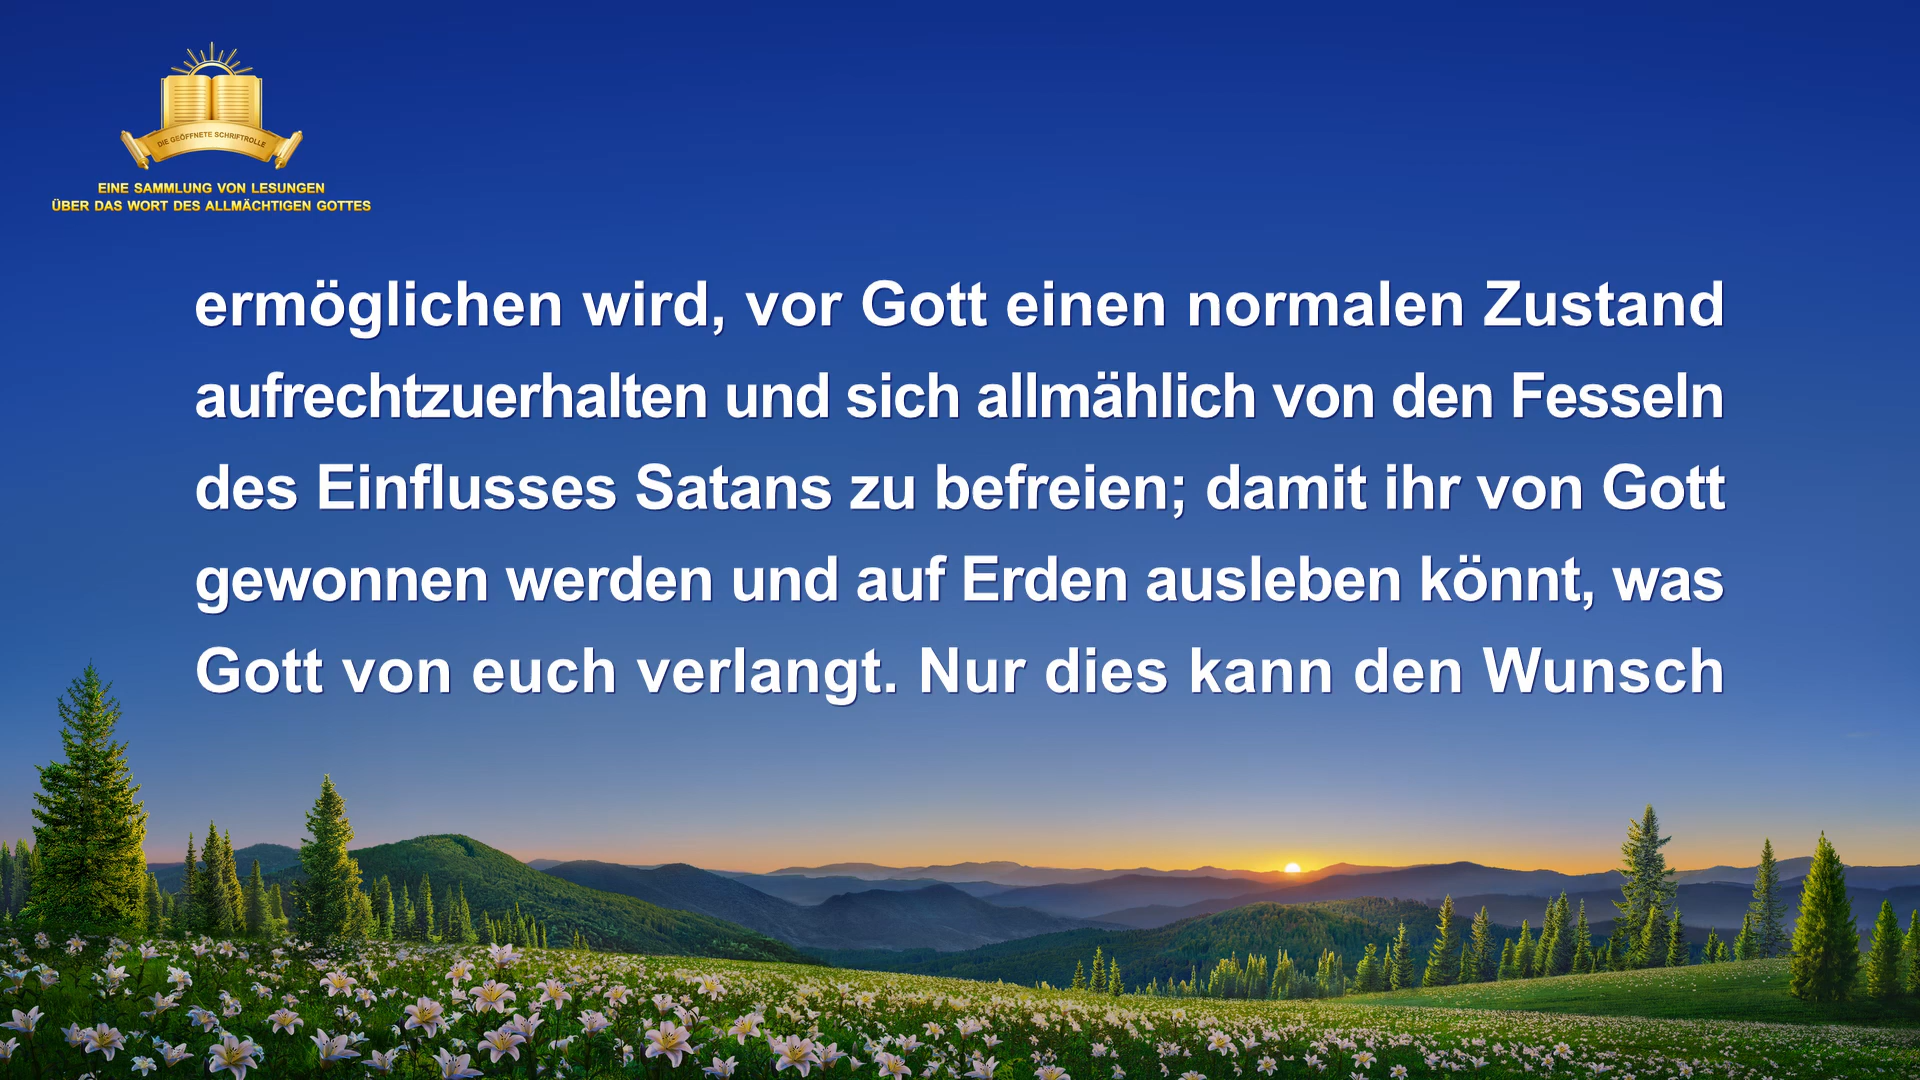 DIE GEÖFFNETE SCHRIFTROLLE
EINE SAMMLUNG VON LESUNGEN
ÜBER DAS WORT DES ALLMÄCHTIGEN GOTTES
ermöglichen wird, vor Gott einen normalen Zustand
aufrechtzuerhalten und sich allmählich von den Fesseln
des Einflusses Satans zu befreien; damit ihr von Gott
gewonnen werden und auf Erden ausleben könnt, was
Gott von euch verlangt. Nur dies kann den Wunsch